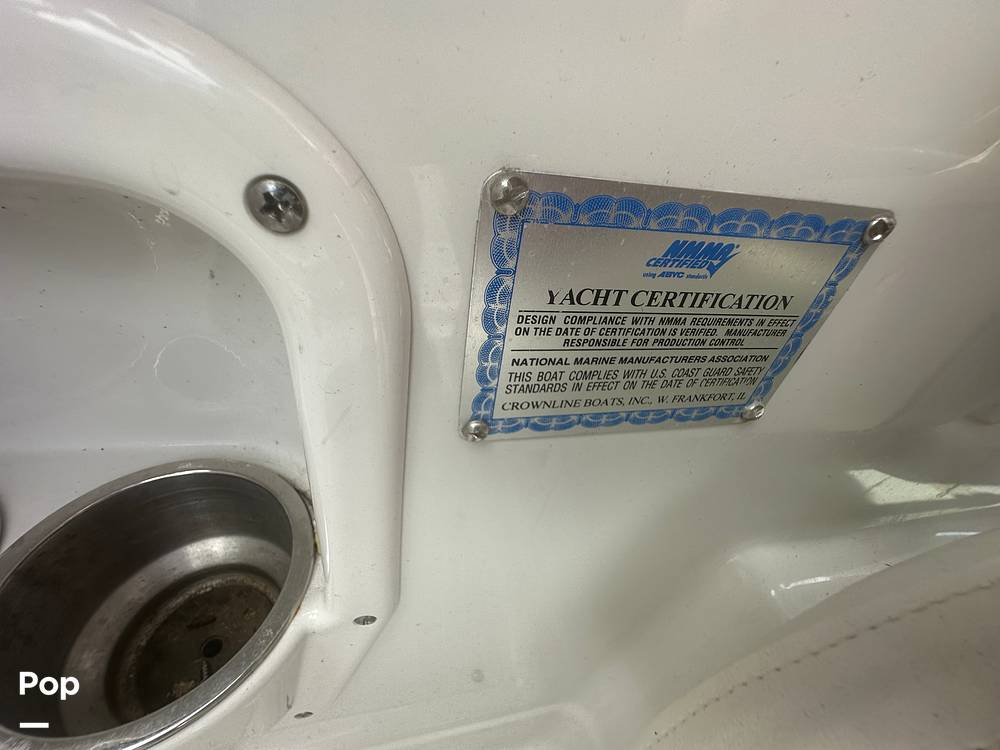 NMMA
CERTIFIED
using ABYC standards
YACHT CERTIFICATION
DESIGN COMPLIANCE WITH NMMA REQUIREMENTS IN EFFECT
ON THE DATE OF CERTIFICATION IS VERIFIED. MANUFACTURER
RESPONSIBLE FOR PRODUCTION CONTROL
NATIONAL MARINE MANUFACTURERS ASSOCIATION
THIS BOAT COMPLIES WITH U.S. COAST GUARD SAFETY
STANDARDS IN EFFECT ON THE DATE OF CERTIFICATION
CROWNLINE BOATS, INC., W. FRANKFORT, IL
Pop